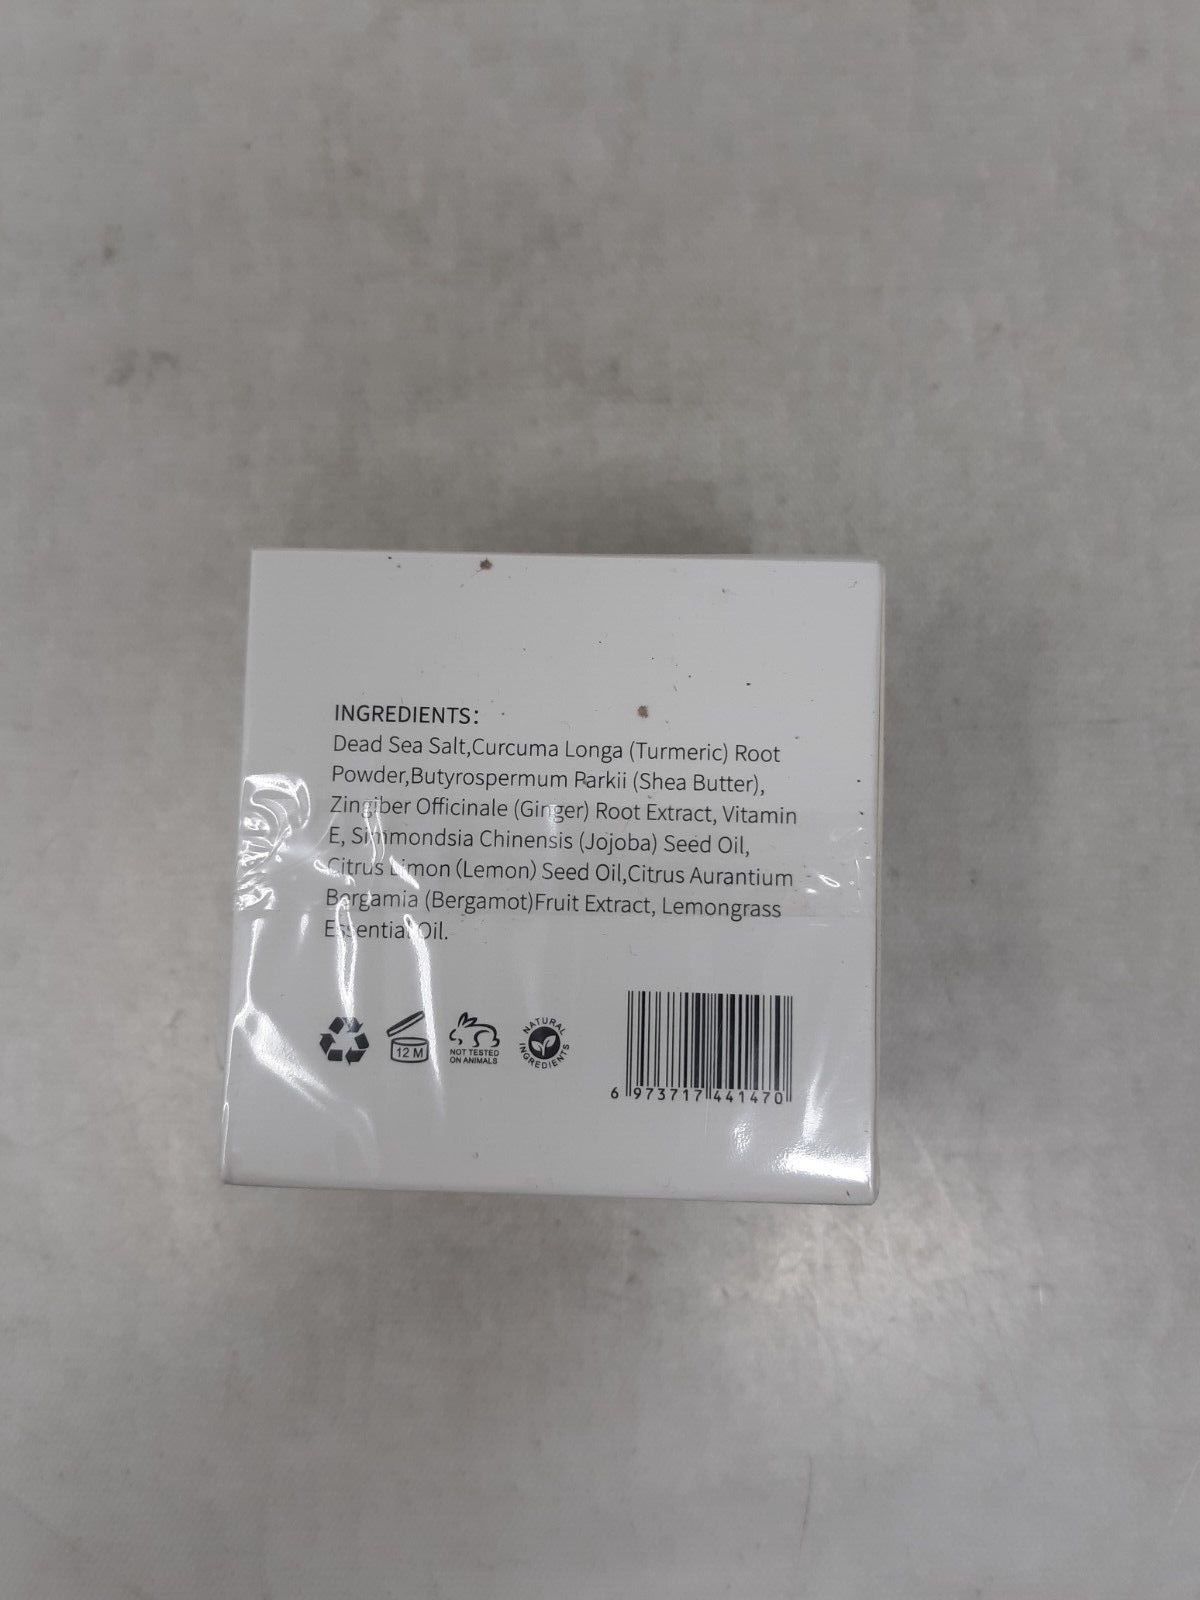 INGREDIENTS:
Dead Sea Salt,Curcuma Longa (Turmeric) Root
Powder,Butyrospermum Parkii (Shea Butter),
Zingiber Officinale (Ginger) Root Extract, Vitamin
E, Simmondsia Chinensis (Jojoba) Seed Oil,
Citrus Limon (Lemon) Seed Oil,Citrus Aurantium
Bergamia (Bergamot)Fruit Extract, Lemongrass
Essential Oil.
12 M
NOT TESTED
ON ANIMALS
NATURAL
INGREDIENTS
6 973717 441470